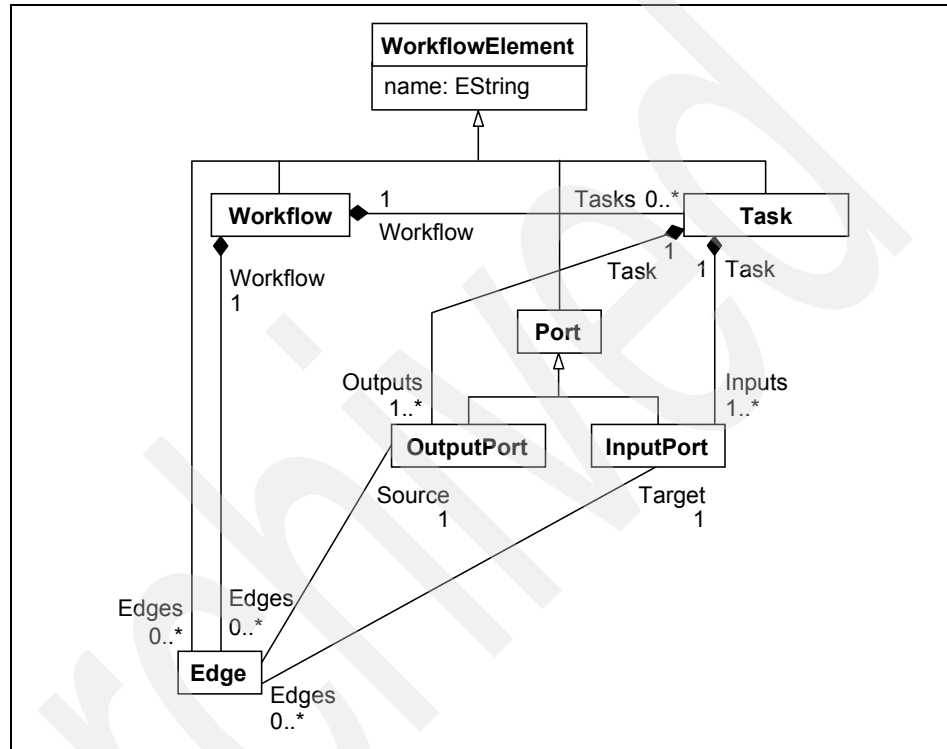 WorkflowElement
name: EString
Workflow
1
Workflow
Tasks 0..*
Task
Workflow
1
1
Task
1
Task
Port
Outputs
1..*
Inputs
1..*
OutputPort
InputPort
Source
1
Target
1
Edges
0..*
Edges
0..*
Edge
Edges
0..*
rchived